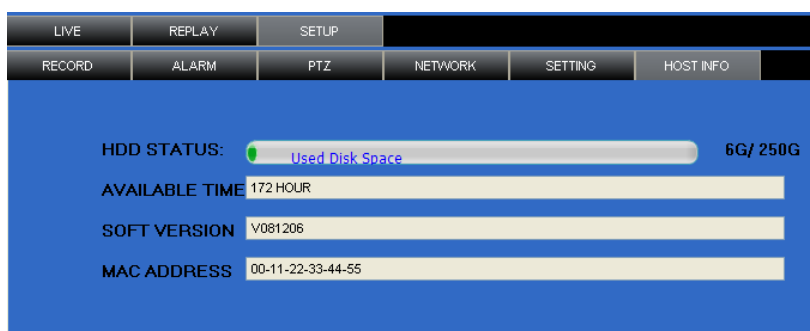 LIVE REPLAY SETUP
RECORD ALARM PTZ NETWORK SETTING HOST INFO
HDD STATUS: Used Disk Space 6G/ 250G
AVAILABLE TIME 172 HOUR
SOFT VERSION V081206
MAC ADDRESS 00-11-22-33-44-55